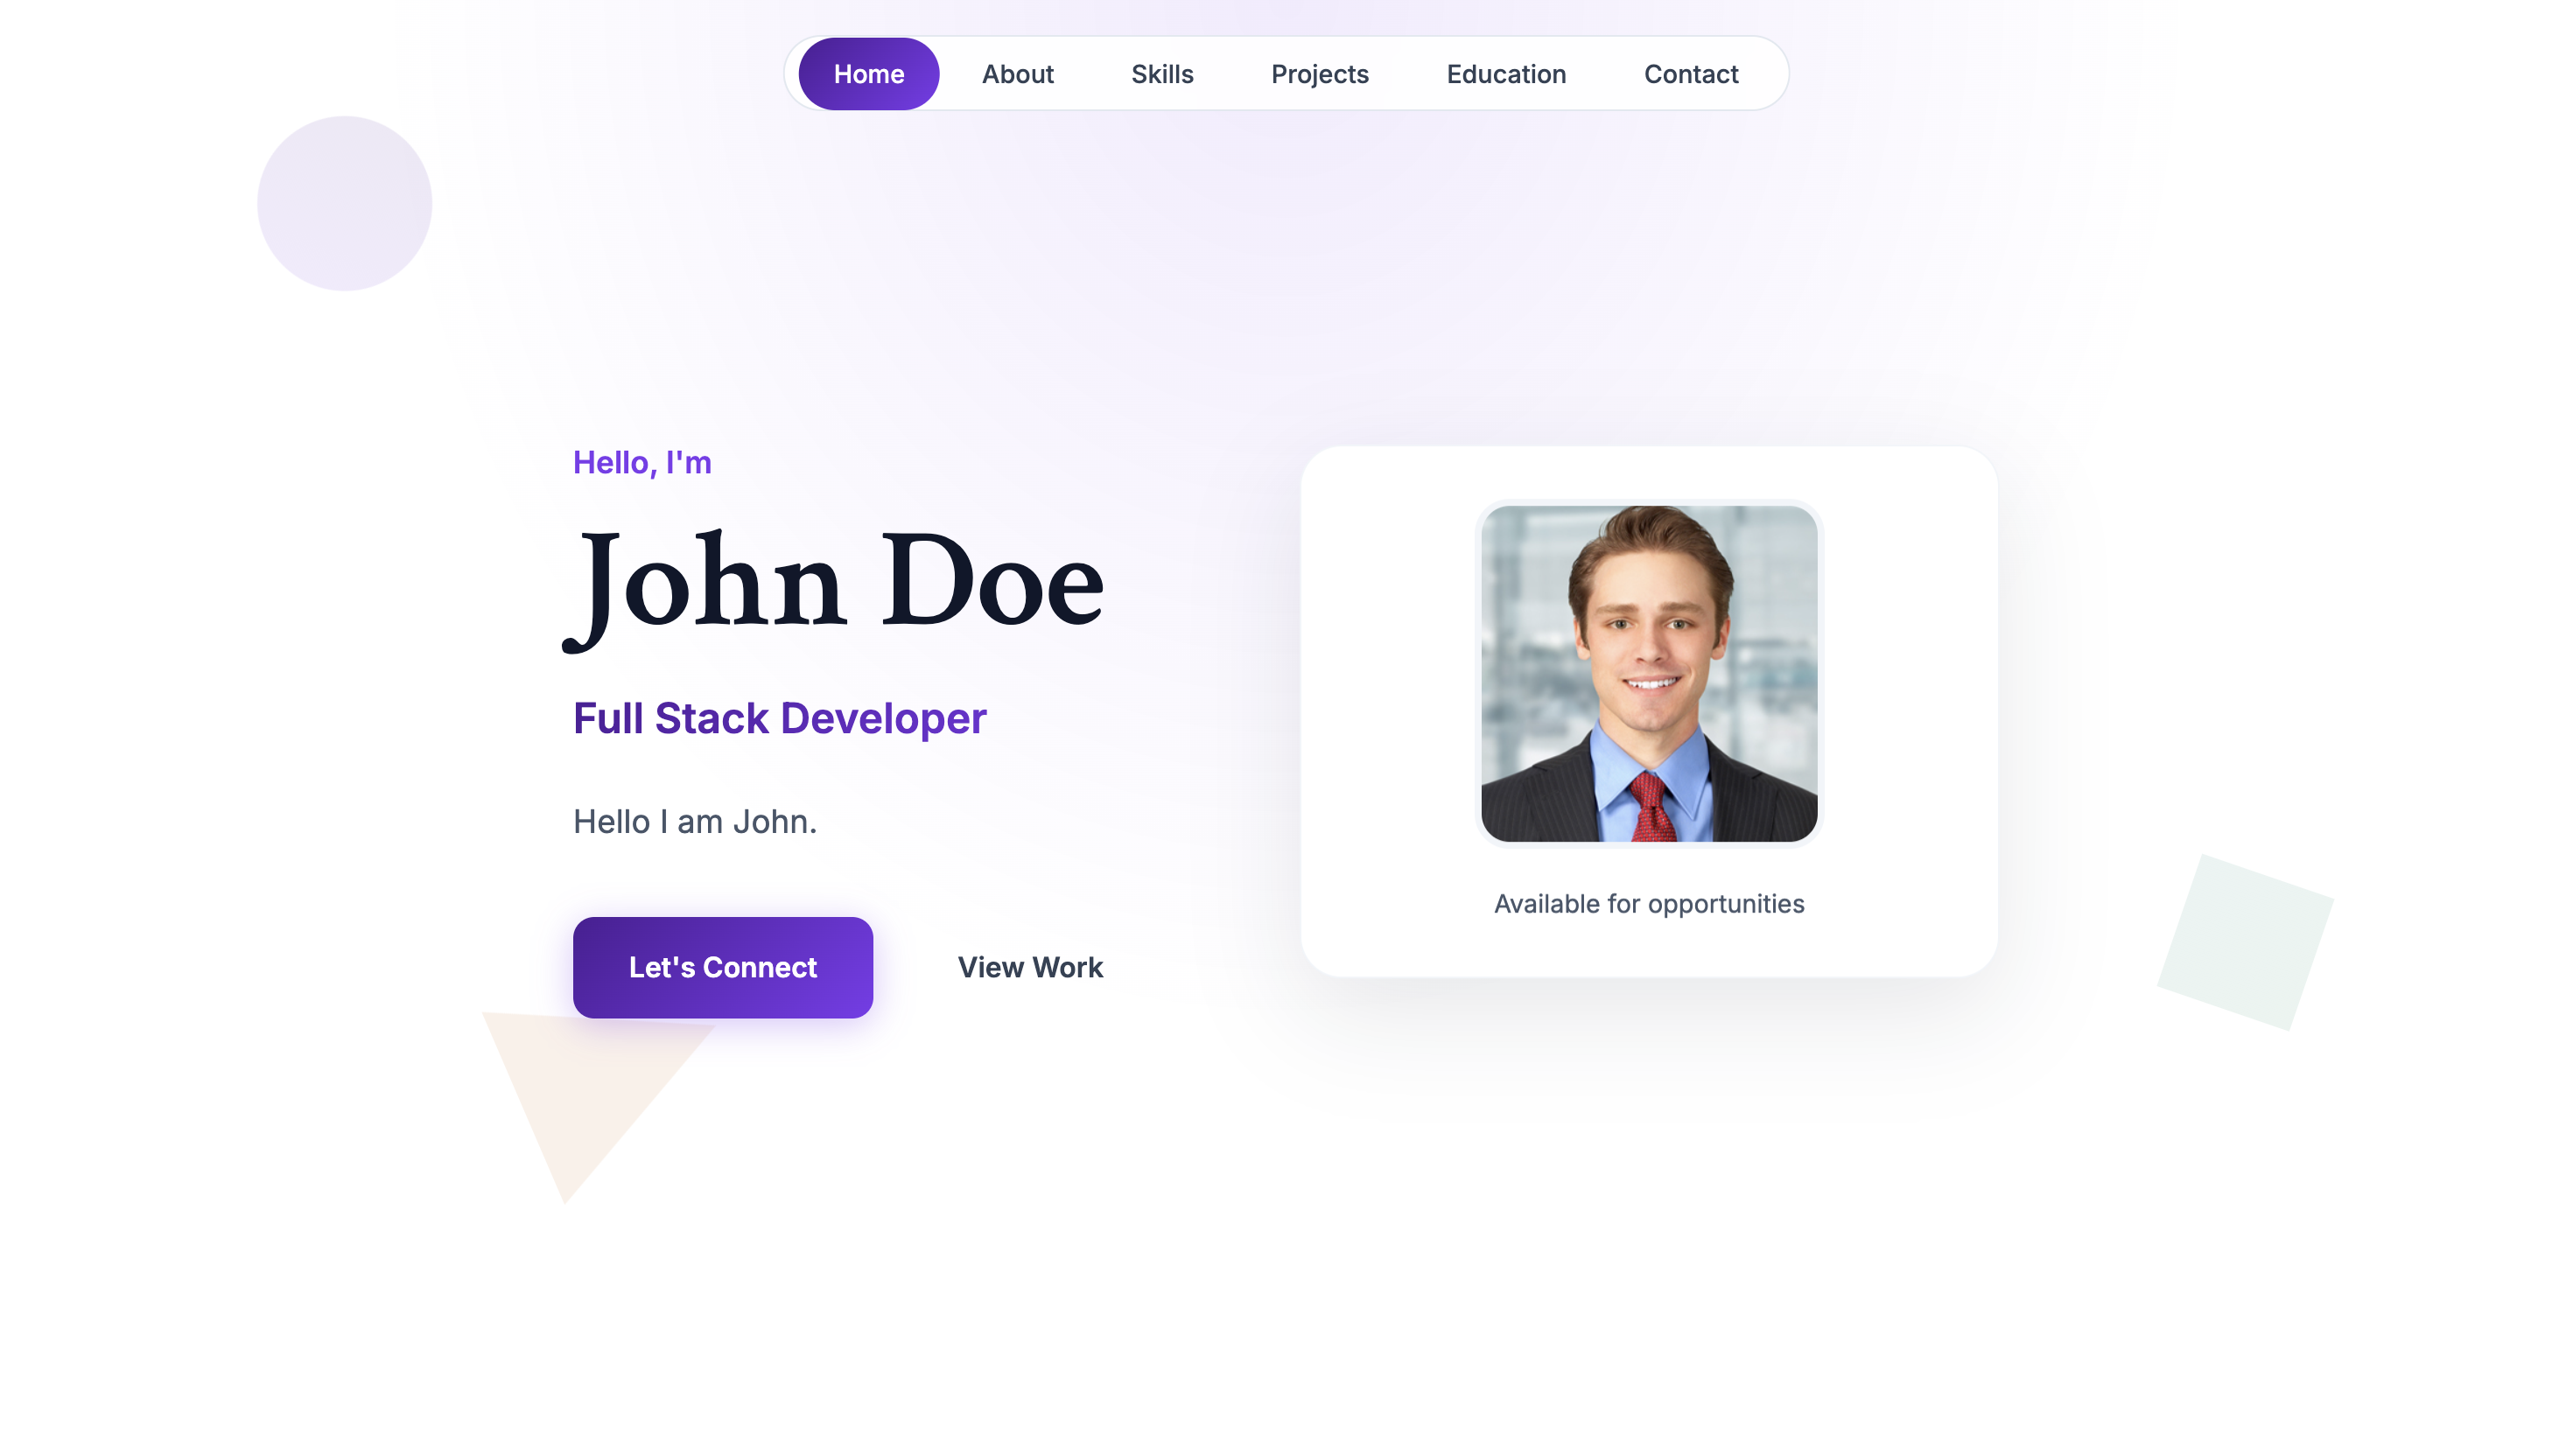 Home About Skills Projects Education Contact
Hello, I'm
John Doe
Full Stack Developer
Hello I am John.
Let's Connect View Work
Available for opportunities